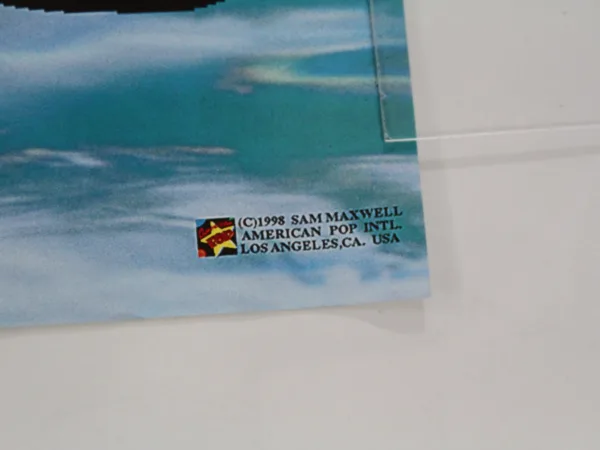 (C)1998 SAM MAXWELL
AMERICAN POP INTL.
LOS ANGELES,CA. USA